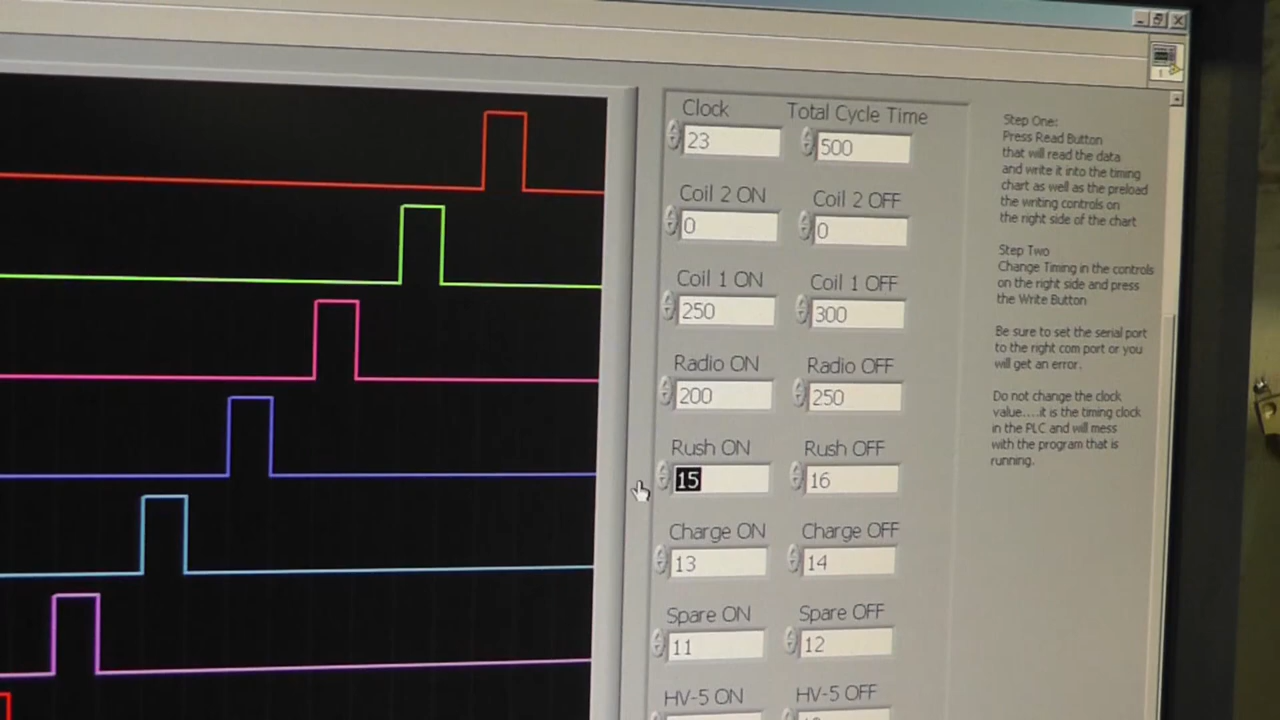 Clock Total Cycle Time
23 500
Coil 2 ON Coil 2 OFF
0 0
Coil 1 ON Coil 1 OFF
250 300
Radio ON Radio OFF
200 250
Rush ON Rush OFF
15 16
Charge ON Charge OFF
13 14
Spare ON Spare OFF
11 12
HV-5 ON HV-5 OFF
Step One:
Press Read Button
that will read the data
and write it into the timing
chart as well as the preload
the writing controls on
the right side of the chart
Step Two
Change Timing in the controls
on the right side and press
the Write Button
Be sure to set the serial port
to the right com port or you
will get an error.
Do not change the clock
value....it is the timing clock
in the PLC and will mess
with the program that is
running.